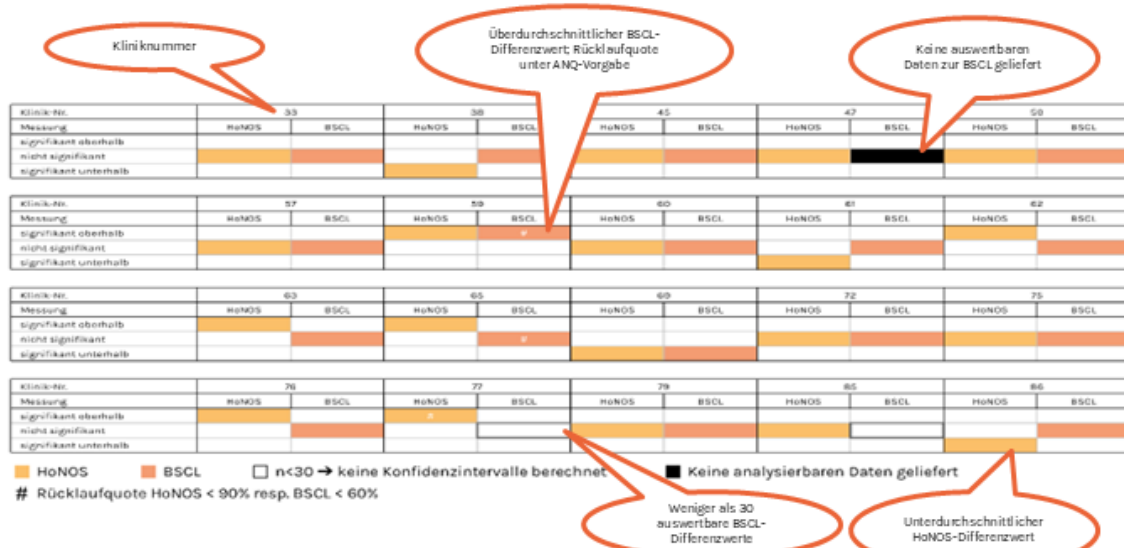 Kliniknummer
Überdurchschnittlicher BSCL-
Differenzwert; Rücklaufquote
unter ANQ-Vorgabe
Keine auswertbaren
Daten zur BSCL geliefert
Klinik-Nr. 33 38 45 47 50
Messung HoNOS BSCL HoNOS BSCL HoNOS BSCL HoNOS BSCL HoNOS BSCL
signifikant oberhalb
nicht signifikant
signifikant unterhalb
Klinik-Nr. 57 59 60 61 62
Messung HoNOS BSCL HoNOS BSCL HoNOS BSCL HoNOS BSCL HoNOS BSCL
signifikant oberhalb #
nicht signifikant
signifikant unterhalb
Klinik-Nr. 63 65 69 72 75
Messung HoNOS BSCL HoNOS BSCL HoNOS BSCL HoNOS BSCL HoNOS BSCL
signifikant oberhalb
nicht signifikant #
signifikant unterhalb
Klinik-Nr. 76 77 79 85 86
Messung HoNOS BSCL HoNOS BSCL HoNOS BSCL HoNOS BSCL HoNOS BSCL
signifikant oberhalb #
nicht signifikant
signifikant unterhalb
HoNOS BSCL n<30 → keine Konfidenzintervalle berechnet Keine analysierbaren Daten geliefert
# Rücklaufquote HoNOS < 90% resp. BSCL < 60%
Weniger als 30
auswertbare BSCL-
Differenzwerte
Unterdurchschnittlicher
HoNOS-Differenzwert